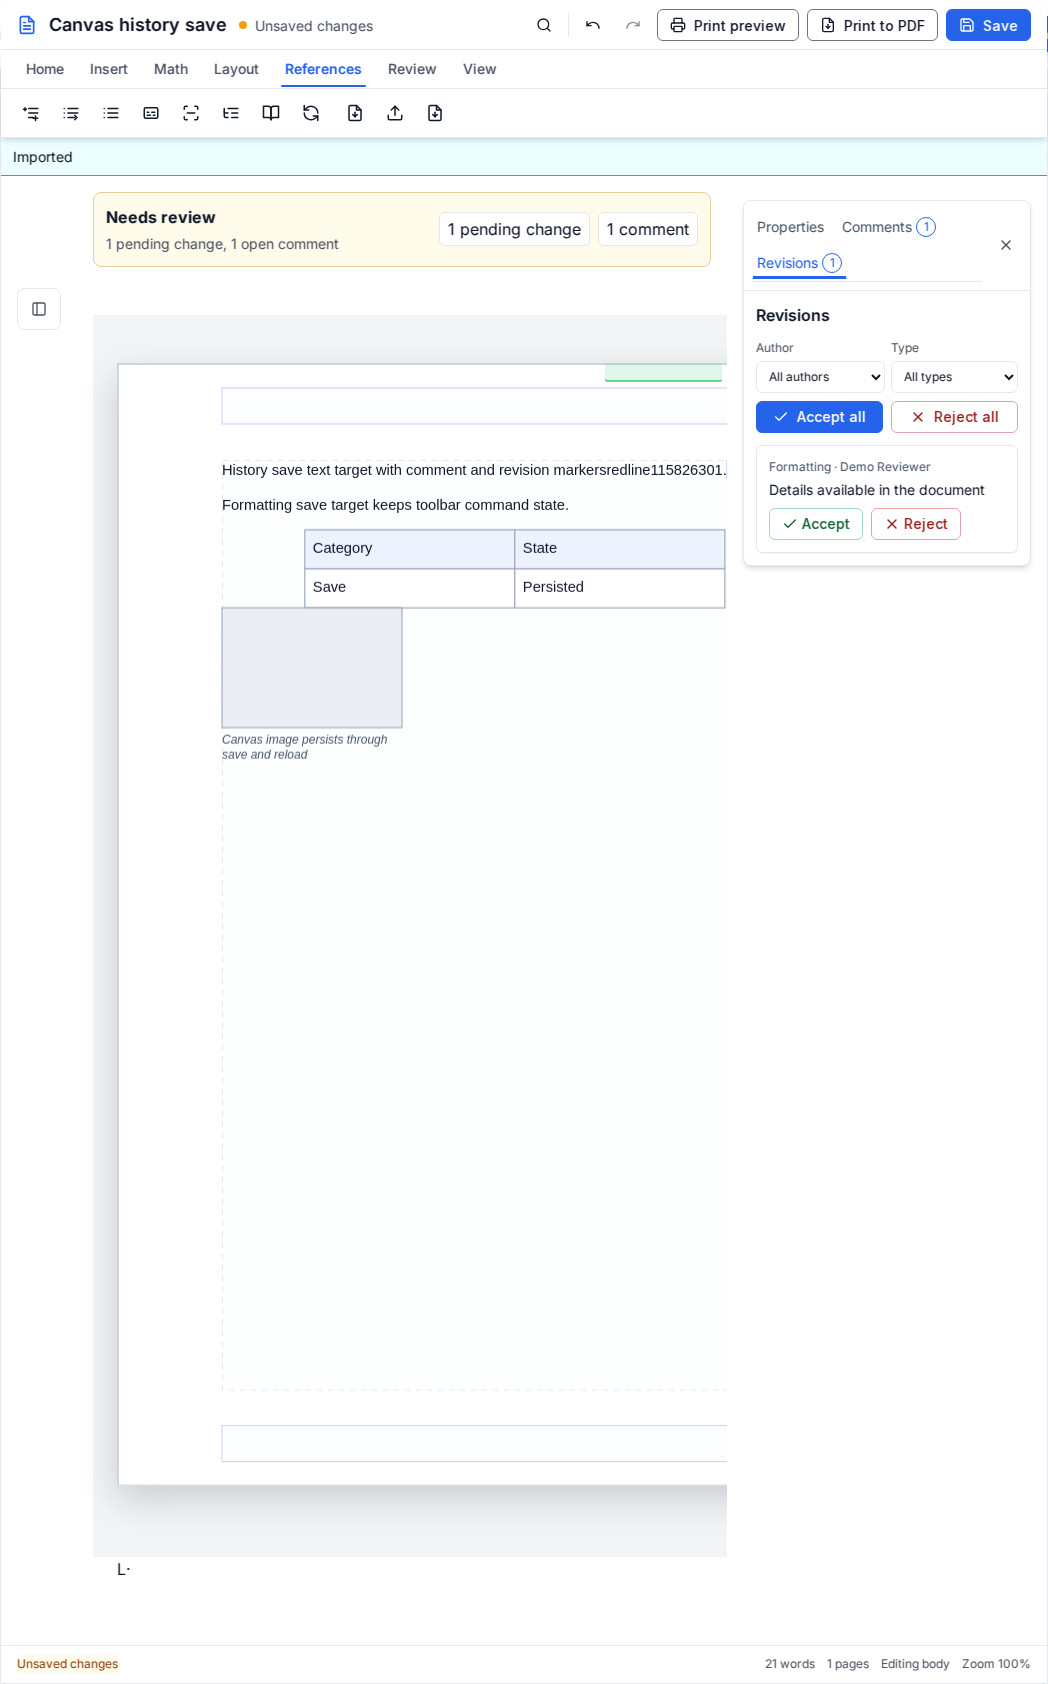 Canvas history save
Unsaved changes
Print preview
Print to PDF
Save
Home
Insert
Math
Layout
References
Review
View
Imported
Needs review
1 pending change, 1 open comment
1 pending change
1 comment
Properties
Comments 1
Revisions 1
Revisions
Author
Type
All authors
All types
Accept all
Reject all
Formatting · Demo Reviewer
Details available in the document
Accept
Reject
History save text target with comment and revision markersredline115826301.
Formatting save target keeps toolbar command state.
Category
State
Save
Persisted
Canvas image persists through
save and reload
L·
Unsaved changes
21 words
1 pages
Editing body
Zoom 100%